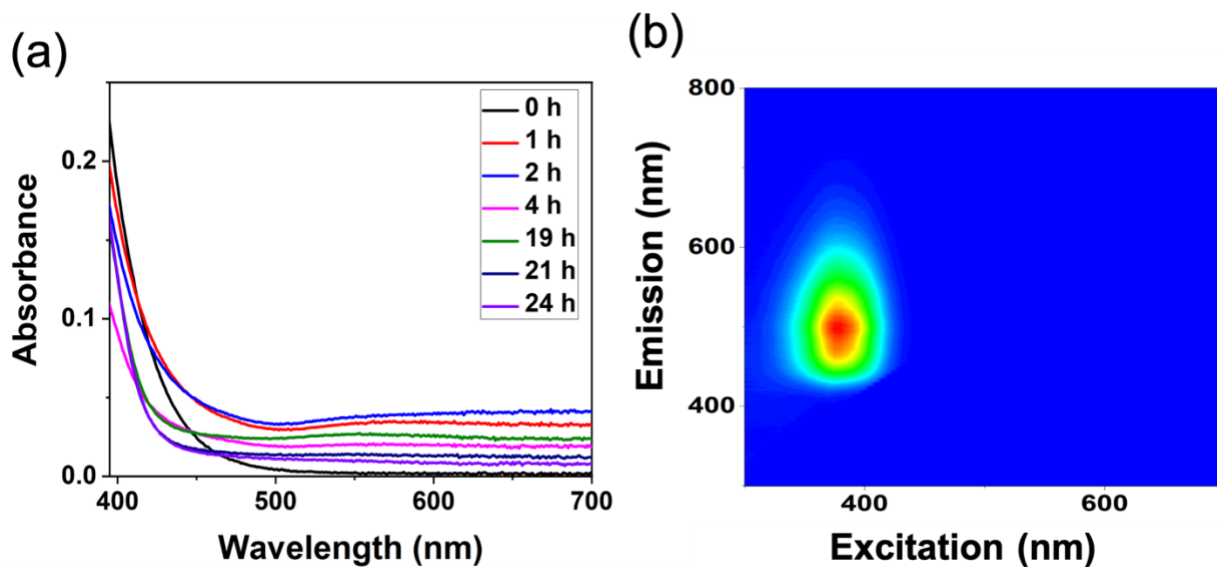 (a)
0.2
0.1
0.0
Absorbance
400 500 600 700
Wavelength (nm)
0 h
1 h
2 h
4 h
19 h
21 h
24 h
(b)
800
600
400
Emission (nm)
400 600
Excitation (nm)